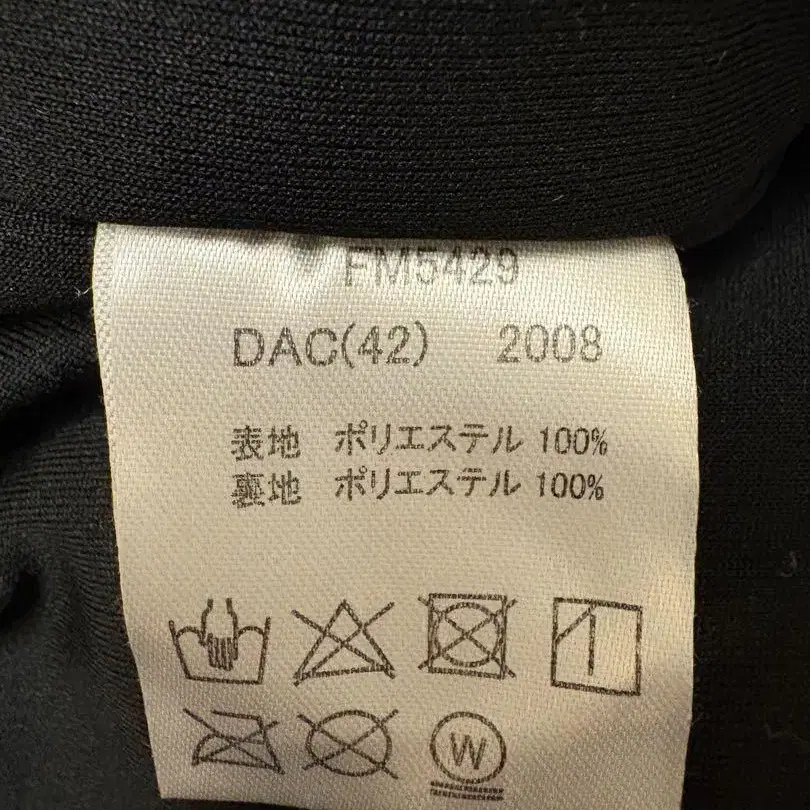 FM5429
DAC(42) 2008
表地 ポリエステル 100%
裏地 ポリエステル 100%
W